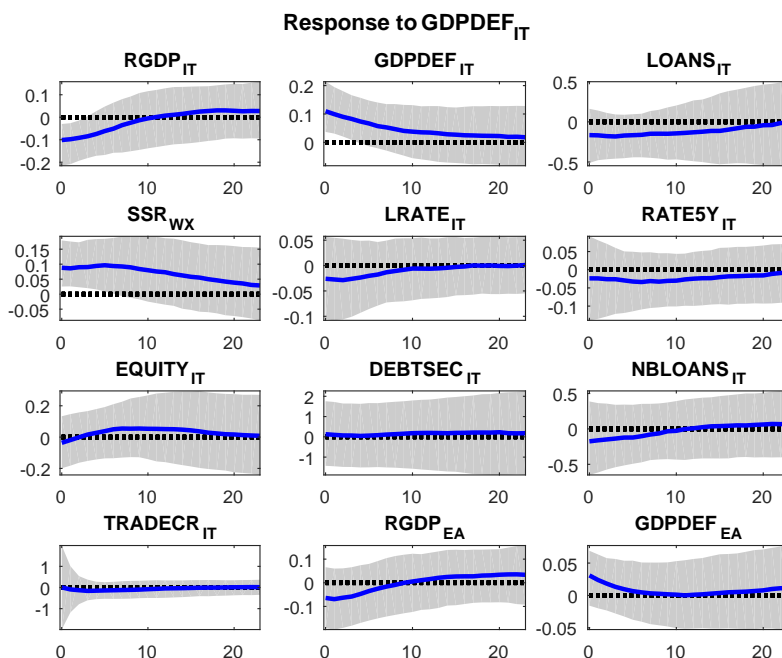 Response to GDPDEF_IT
RGDP_IT GDPDEF_IT LOANS_IT
0.1 0 -0.1 -0.2
0 10 20
0.2 0.1 0
0 10 20
0.5 0 -0.5
0 10 20
SSR_WX LRATE_IT RATE5Y_IT
0.15 0.1 0.05 0 -0.05
0 10 20
0.05 0 -0.05 -0.1
0 10 20
0.05 0 -0.05 -0.1
0 10 20
EQUITY_IT DEBTSEC_IT NBLOANS_IT
0.2 0 -0.2
0 10 20
2 1 0 -1 -2
0 10 20
0.5 0 -0.5
0 10 20
TRADECR_IT RGDP_EA GDPDEF_EA
1 0 -1
0 10 20
0.1 0 -0.1
0 10 20
0.05 0 -0.05
0 10 20